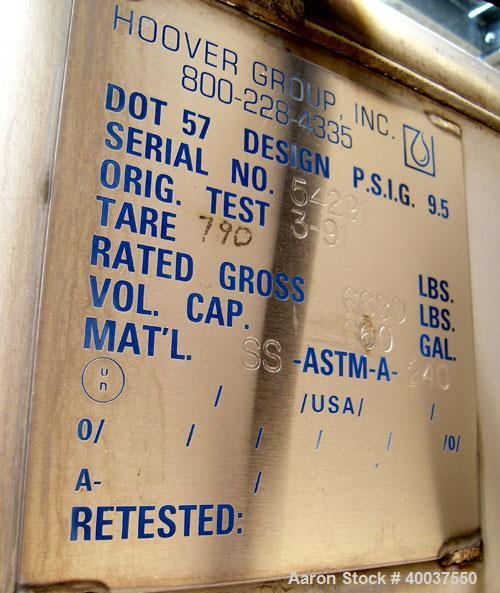 HOOVER GROUP, INC.
800-228-4335
DOT 57 DESIGN P.S.I.G. 9.5
SERIAL NO. 54291
ORIG. TEST 3-91
TARE 790 LBS.
RATED GROSS LBS.
VOL. CAP. GAL.
MAT'L. SS -ASTM-A- 240
un
/ /USA/ /
0/ / / / / /0/
A- /
RETESTED:
Aaron Stock # 40037550